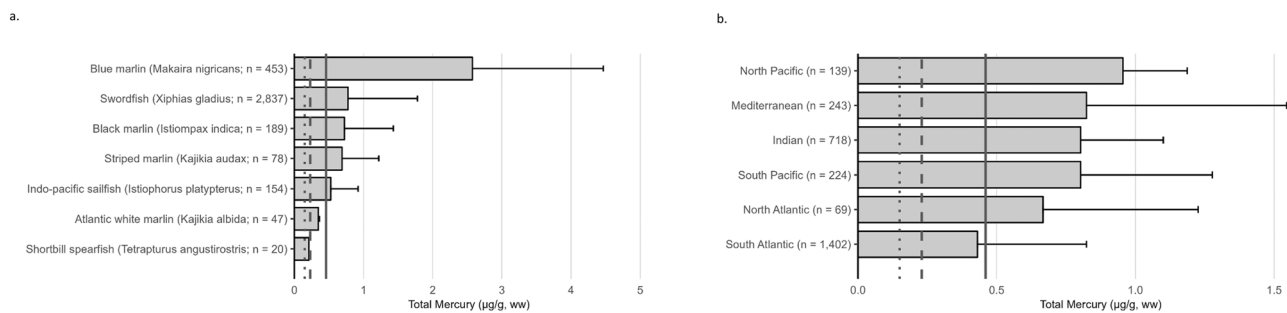 a.
Blue marlin (Makaira nigricans; n = 453)
Swordfish (Xiphias gladius; n = 2,837)
Black marlin (Istiompax indica; n = 189)
Striped marlin (Kajikia audax; n = 78)
Indo-pacific sailfish (Istiophorus platypterus; n = 154)
Atlantic white marlin (Kajikia albida; n = 47)
Shortbill spearfish (Tetrapturus angustirostris; n = 20)
0 1 2 3 4 5
Total Mercury (µg/g, ww)
b.
North Pacific (n = 139)
Mediterranean (n = 243)
Indian (n = 718)
South Pacific (n = 224)
North Atlantic (n = 69)
South Atlantic (n = 1,402)
0.0 0.5 1.0 1.5
Total Mercury (µg/g, ww)